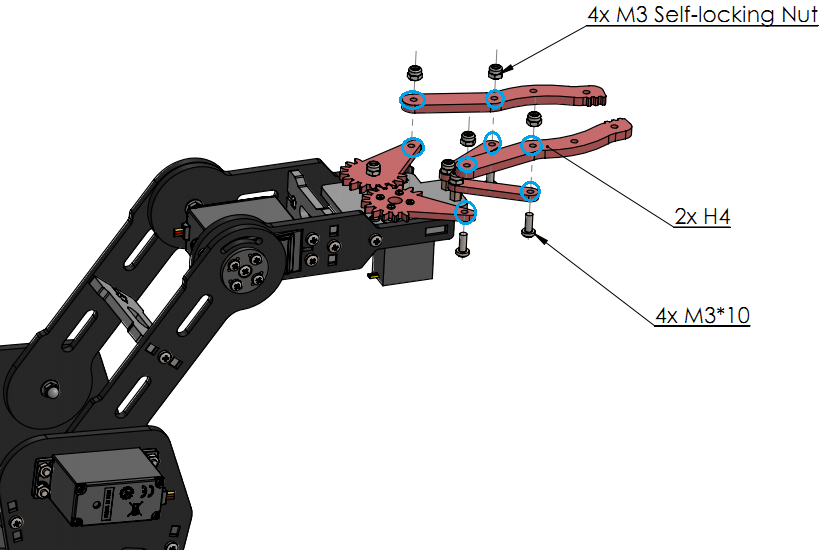 4x M3 Self-locking Nut
2x H4
4x M3*10